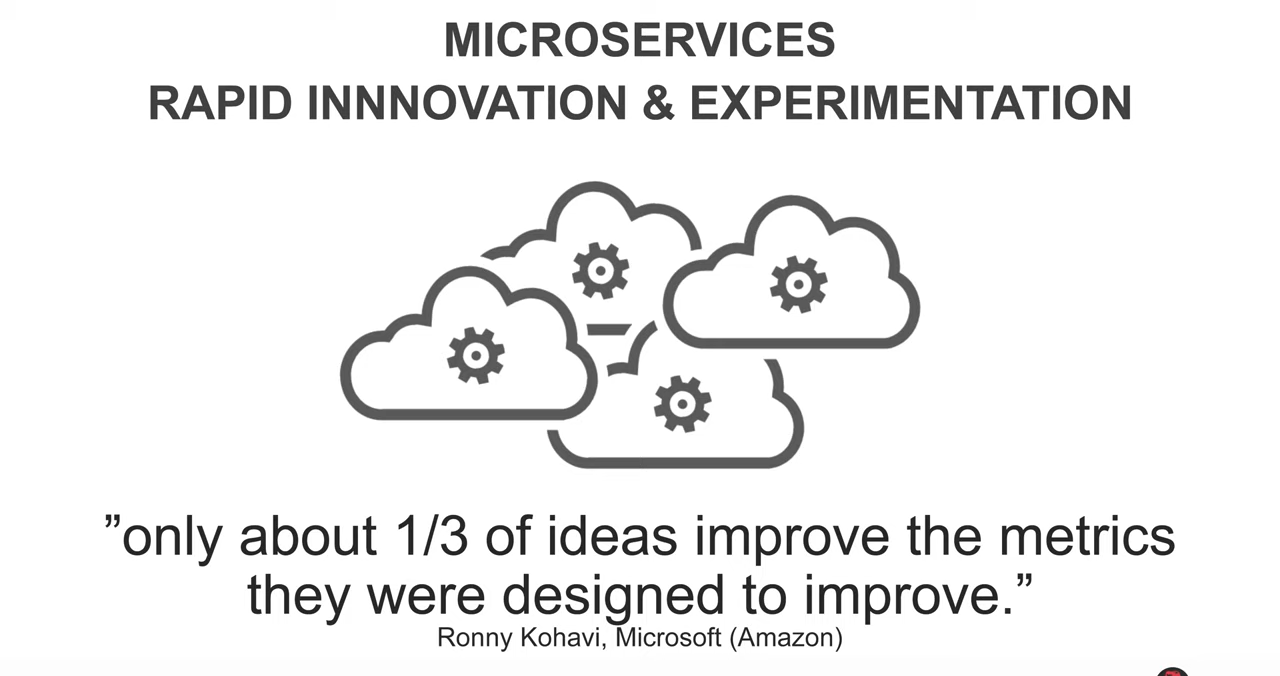 MICROSERVICES
RAPID INNNOVATION & EXPERIMENTATION
”only about 1/3 of ideas improve the metrics
they were designed to improve.”
Ronny Kohavi, Microsoft (Amazon)